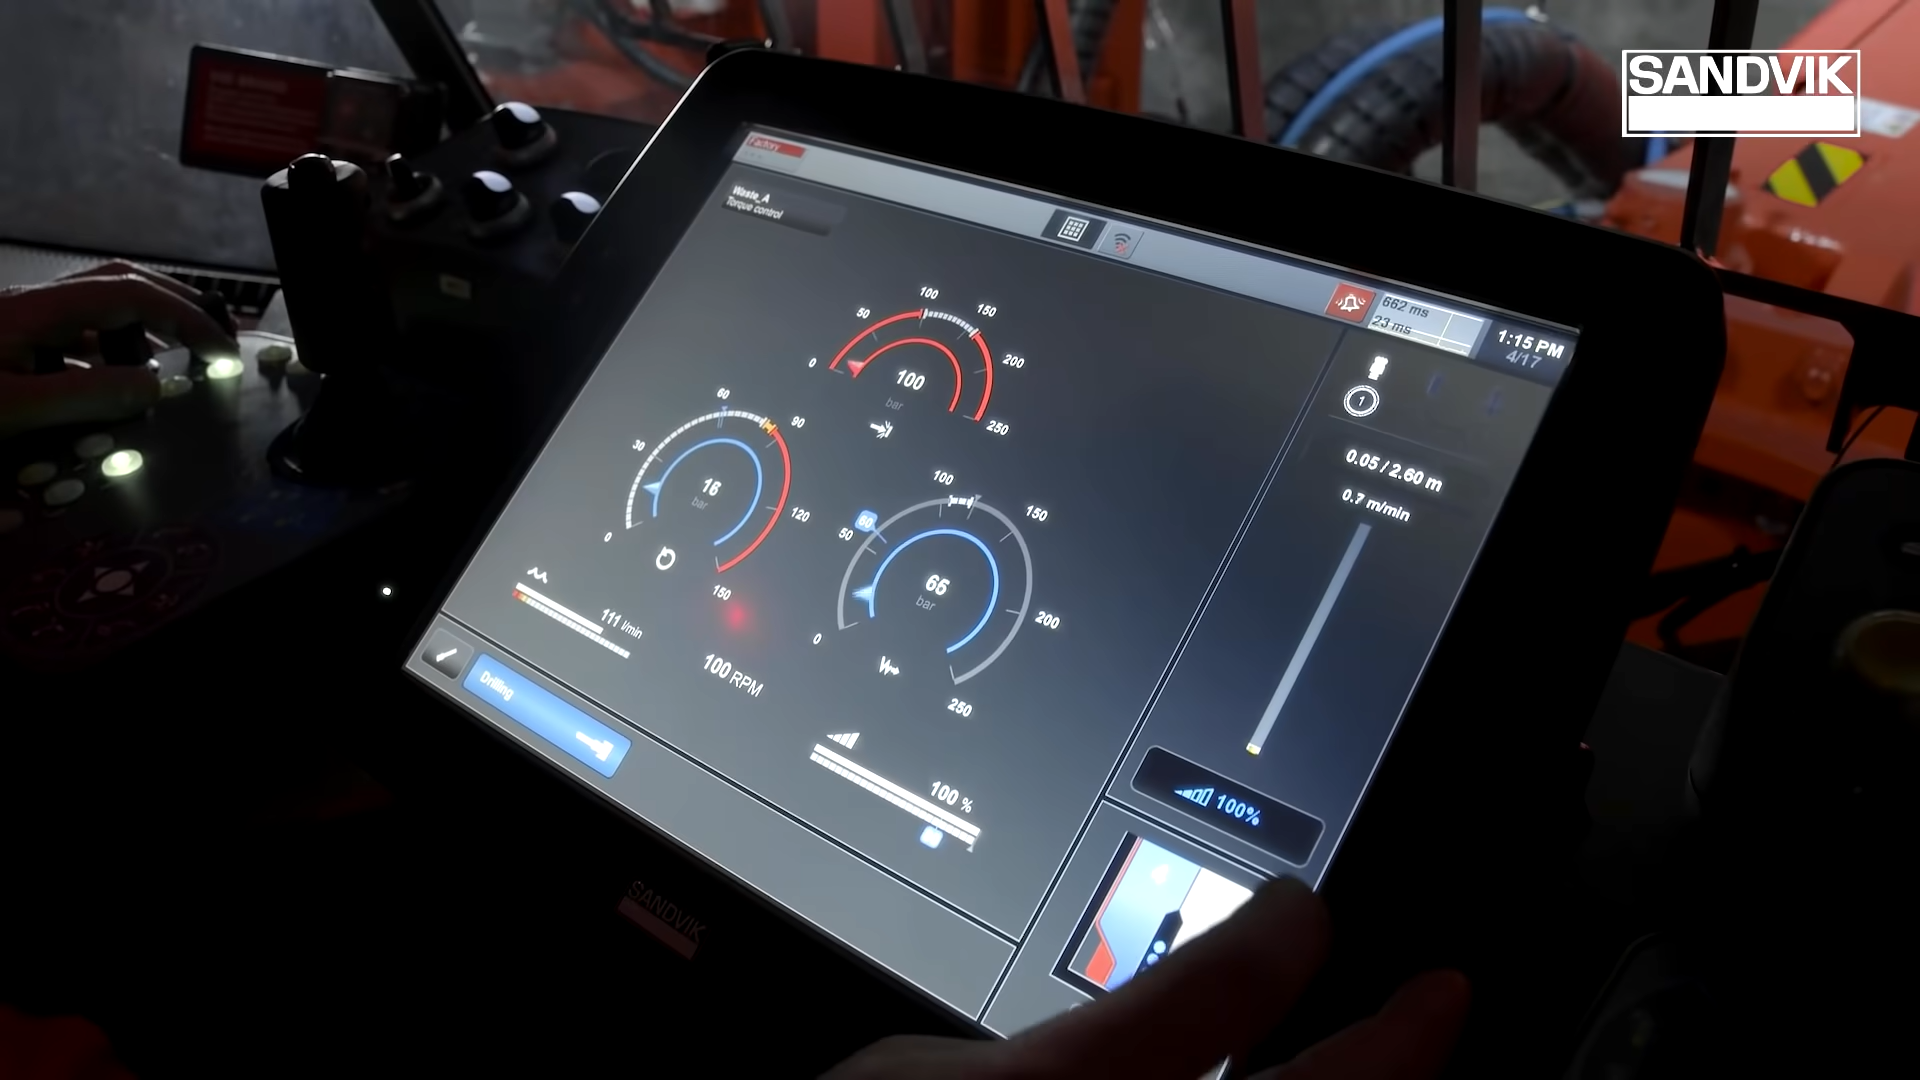 SANDVIK
Factory
Waste_A
Torque control
662 ms
23 ms
1:15 PM
4/17
0
50
100
150
200
250
100
bar
0
30
60
90
120
150
16
bar
0
50
60
100
150
200
250
66
bar
111 l/min
100 RPM
100 %
1
0.05 / 2.60 m
0.7 m/min
100%
Drilling
4
SANDVIK